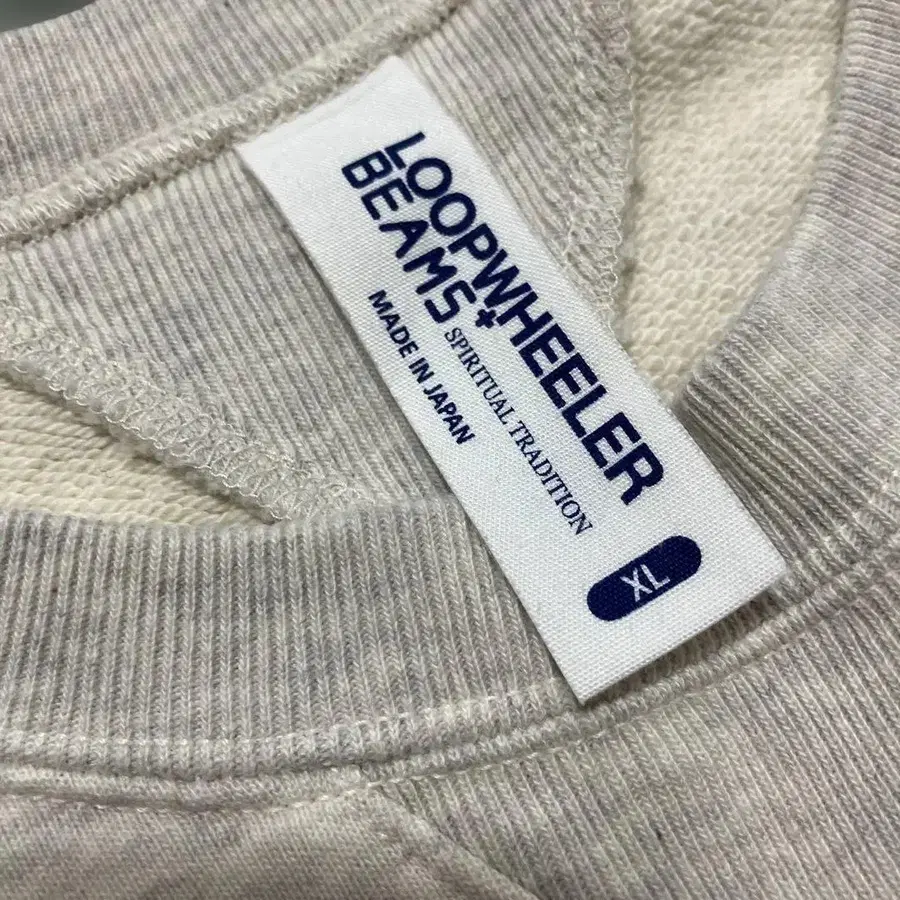 LOOPWHEELER
BEAMS+
SPIRITUAL TRADITION
MADE IN JAPAN
XL